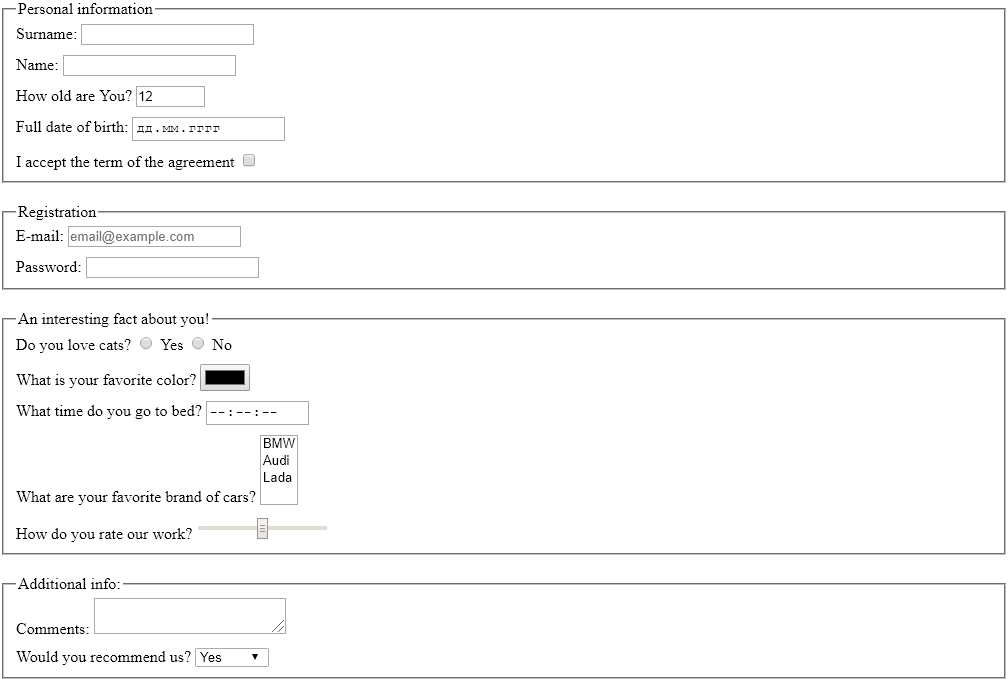 Personal information
Surname:
Name:
How old are You? 12
Full date of birth: дд.мм.гггг
I accept the term of the agreement
Registration
E-mail: email@example.com
Password:
An interesting fact about you!
Do you love cats? Yes No
What is your favorite color?
What time do you go to bed? --:--:--
BMW
Audi
Lada
What are your favorite brand of cars?
How do you rate our work?
Additional info:
Comments:
Would you recommend us? Yes